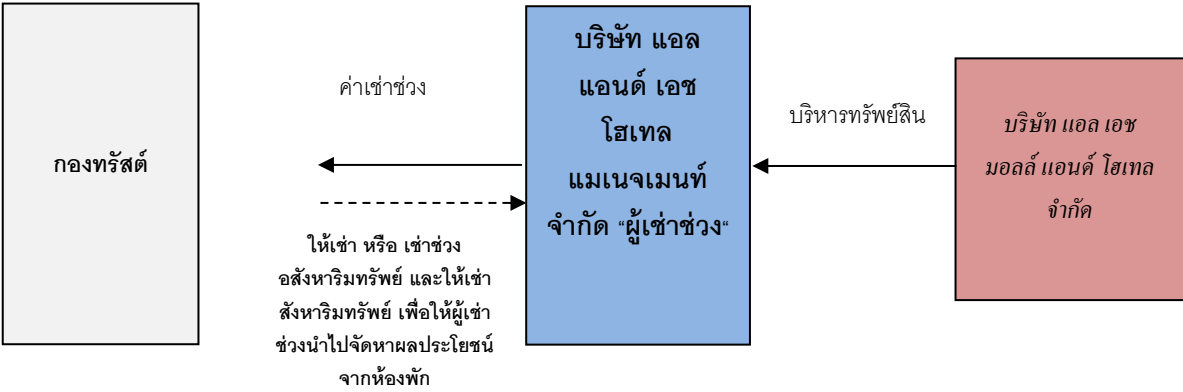 กองทรัสต์
ค่าเช่าช่วง
ให้เช่า หรือ เช่าช่วง
อสังหาริมทรัพย์ และให้เช่า
สังหาริมทรัพย์ เพื่อให้ผู้เช่า
ช่วงนำไปจัดหาผลประโยชน์
จากห้องพัก
บริษัท แอล
แอนด์ เอช
โฮเทล
แมเนจเมนท์
จำกัด "ผู้เช่าช่วง"
บริหารทรัพย์สิน
บริษัท แอล เอช
มอลล์ แอนด์ โฮเทล
จำกัด